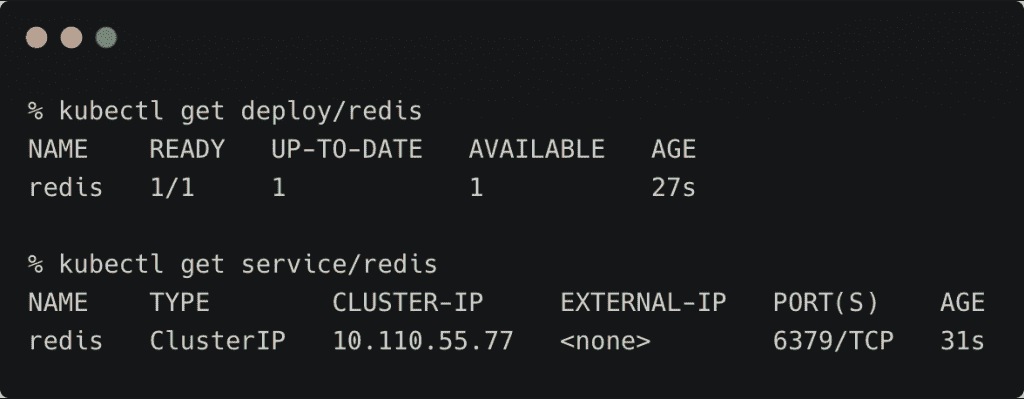 % kubectl get deploy/redis
NAME    READY   UP-TO-DATE   AVAILABLE   AGE
redis   1/1     1            1           27s

% kubectl get service/redis
NAME    TYPE        CLUSTER-IP     EXTERNAL-IP   PORT(S)    AGE
redis   ClusterIP   10.110.55.77   <none>        6379/TCP   31s